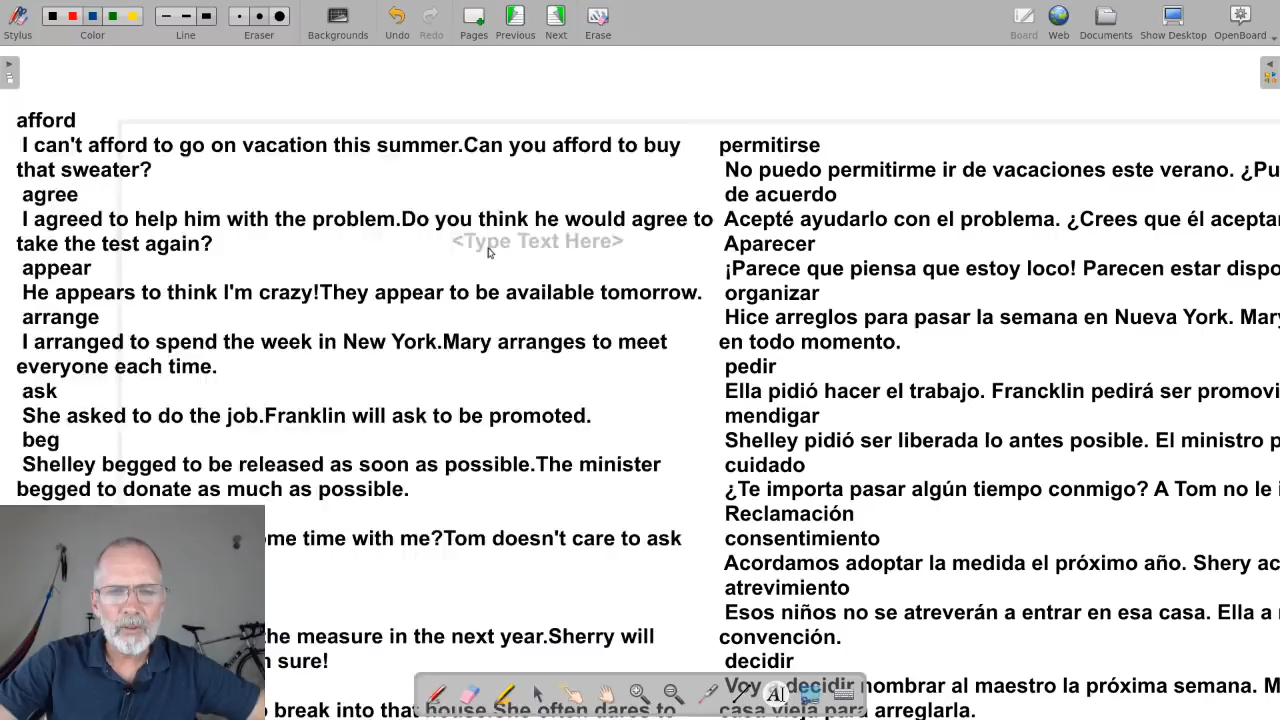 Stylus
Color
Line
Eraser
Backgrounds
Undo
Redo
Pages
Previous
Next
Erase
Board
Web
Documents
Show Desktop
OpenBoard
afford
I can't afford to go on vacation this summer.Can you afford to buy
that sweater?
agree
I agreed to help him with the problem.Do you think he would agree to
take the test again?
<Type Text Here>
appear
He appears to think I'm crazy!They appear to be available tomorrow.
arrange
I arranged to spend the week in New York.Mary arranges to meet
everyone each time.
ask
She asked to do the job.Franklin will ask to be promoted.
beg
Shelley begged to be released as soon as possible.The minister
begged to donate as much as possible.
me time with me?Tom doesn't care to ask
he measure in the next year.Sherry will
sure!
break into that house.She often dares to
permitirse
No puedo permitirme ir de vacaciones este verano. ¿Pu
de acuerdo
Acepté ayudarlo con el problema. ¿Crees que él aceptar
Aparecer
¡Parece que piensa que estoy loco! Parecen estar dispo
organizar
Hice arreglos para pasar la semana en Nueva York. Mary
en todo momento.
pedir
Ella pidió hacer el trabajo. Francklin pedirá ser promovi
mendigar
Shelley pidió ser liberada lo antes posible. El ministro p
cuidado
¿Te importa pasar algún tiempo conmigo? A Tom no le i
Reclamación
consentimiento
Acordamos adoptar la medida el próximo año. Shery ac
atrevimiento
Esos niños no se atreverán a entrar en esa casa. Ella a
convención.
decidir
Voy a decidir nombrar al maestro la próxima semana. M
casa vieja para arreglarla.